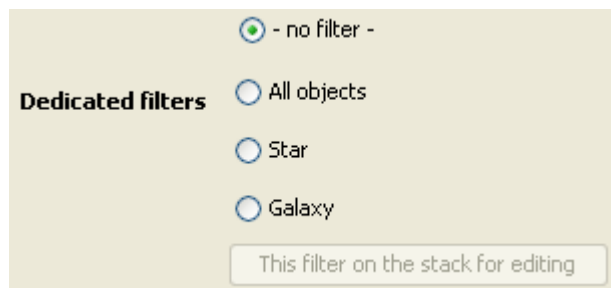 - no filter -
Dedicated filters
All objects
Star
Galaxy
This filter on the stack for editing